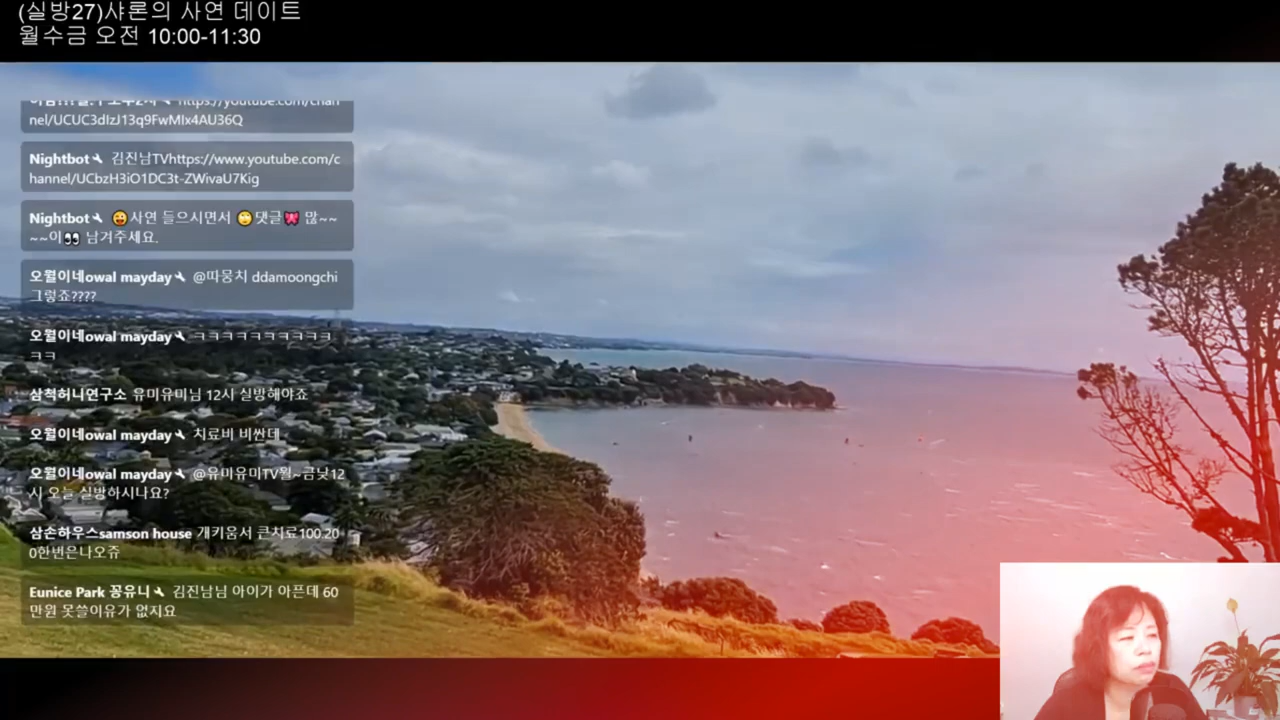 (실방27)샤론의 사연 데이트
월수금 오전 10:00-11:30
https://youtube.com/chan
nel/UCUC3dIzJ13q9FwMIx4AU36Q
Nightbot 김진남TVhttps://www.youtube.com/c
hannel/UCbzH3iO1DC3t-ZWivaU7Kig
Nightbot 😜사연 들으시면서 🙄댓글🎀 많~~
~~이👀 남겨주세요.
오월이네owal mayday @따뭉치 ddamoongchi
그렇죠????
오월이네owal mayday ㅋㅋㅋㅋㅋㅋㅋㅋㅋㅋ
ㅋㅋ
삼척허니연구소 유미유미님 12시 실방해야죠
오월이네owal mayday 치료비 비싼데
오월이네owal mayday @유미유미TV월~금낮12
시 오늘 실방하시나요?
삼손하우스samson house 개키움서 큰치료100.20
0한번은나오쥬
Eunice Park 꽁유니 김진남님 아이가 아픈데 60
만원 못쓸이유가 없지요